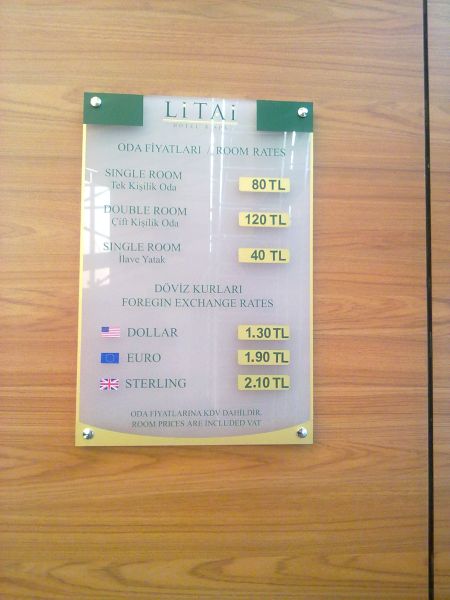 LiTAi
HOTEL & SPA
ODA FİYATLARI / ROOM RATES
SINGLE ROOM
Tek Kişilik Oda
80 TL
DOUBLE ROOM
Çift Kişilik Oda
120 TL
SINGLE ROOM
İlave Yatak
40 TL
DÖVİZ KURLARI
FOREGIN EXCHANGE RATES
DOLLAR 1.30 TL
EURO 1.90 TL
STERLING 2.10 TL
ODA FİYATLARINA KDV DAHİLDİR.
ROOM PRICES ARE INCLUDED VAT